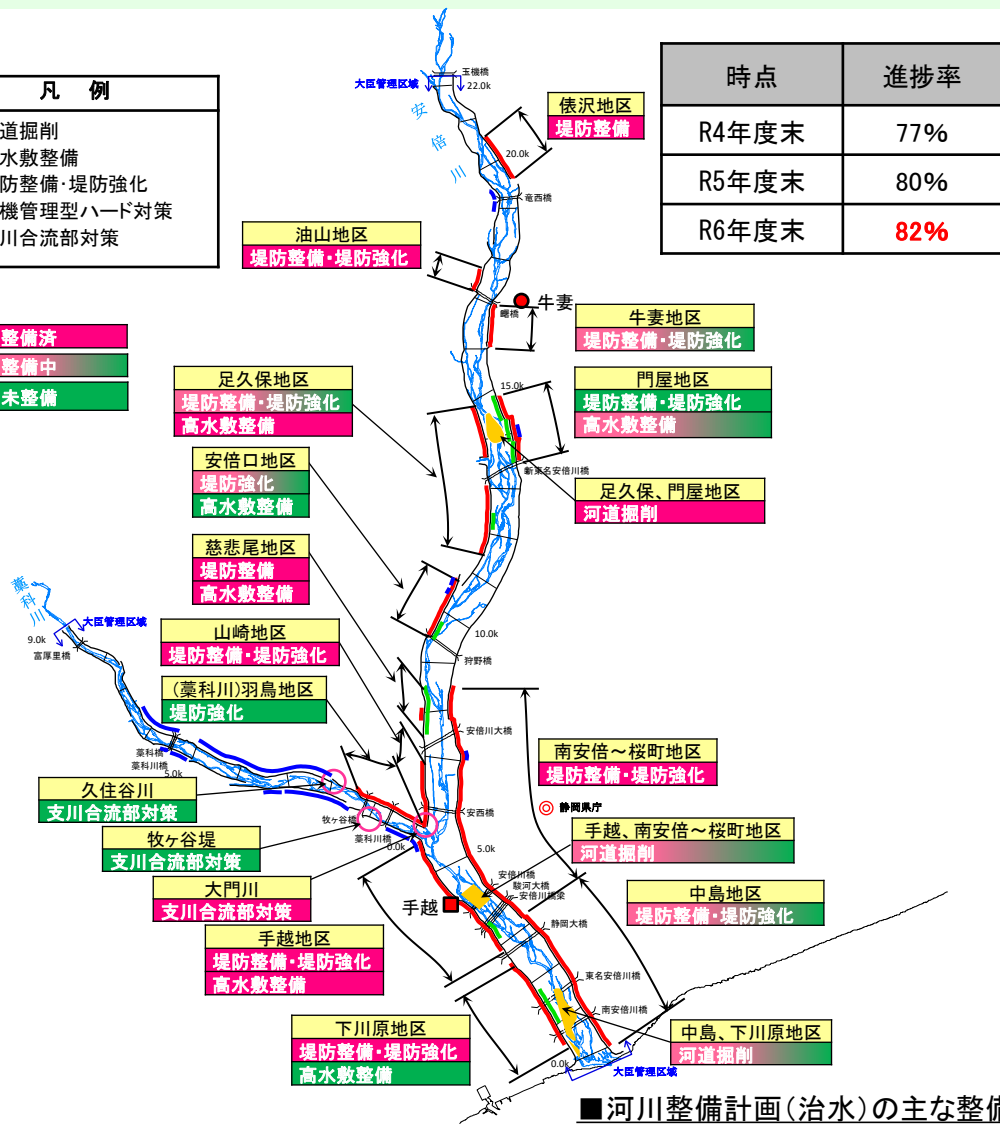 凡 例
道掘削
水敷整備
防整備・堤防強化
機管理型ハード対策
川合流部対策
整備済
整備中
未整備
時点 進捗率
R4年度末 77%
R5年度末 80%
R6年度末 82%
玉機橋
大臣管理区域
22.0k
安倍川
俵沢地区
堤防整備
20.0k
竜西橋
油山地区
堤防整備・堤防強化
牛妻
曙橋
牛妻地区
堤防整備・堤防強化
足久保地区
堤防整備・堤防強化
高水敷整備
15.0k
門屋地区
堤防整備・堤防強化
高水敷整備
新東名安倍川橋
安倍口地区
堤防強化
高水敷整備
足久保、門屋地区
河道掘削
慈悲尾地区
堤防整備
高水敷整備
藁科川
大臣管理区域
9.0k
富厚里橋
10.0k
狩野橋
山崎地区
堤防整備・堤防強化
(藁科川)羽鳥地区
堤防強化
安倍川大橋
南安倍～桜町地区
堤防整備・堤防強化
藁科橋
藁科川橋
5.0k
久住谷川
支川合流部対策
静岡県庁
安西橋
牧ヶ谷橋
手越、南安倍～桜町地区
河道掘削
牧ヶ谷堤
支川合流部対策
藁科川橋
0.0k
5.0k
大門川
支川合流部対策
安倍川橋
駿河大橋
安倍川橋梁
中島地区
堤防整備・堤防強化
手越
静岡大橋
手越地区
堤防整備・堤防強化
高水敷整備
東名安倍川橋
南安倍川橋
下川原地区
堤防整備・堤防強化
高水敷整備
中島、下川原地区
河道掘削
0.0k
大臣管理区域
■河川整備計画(治水)の主な整備